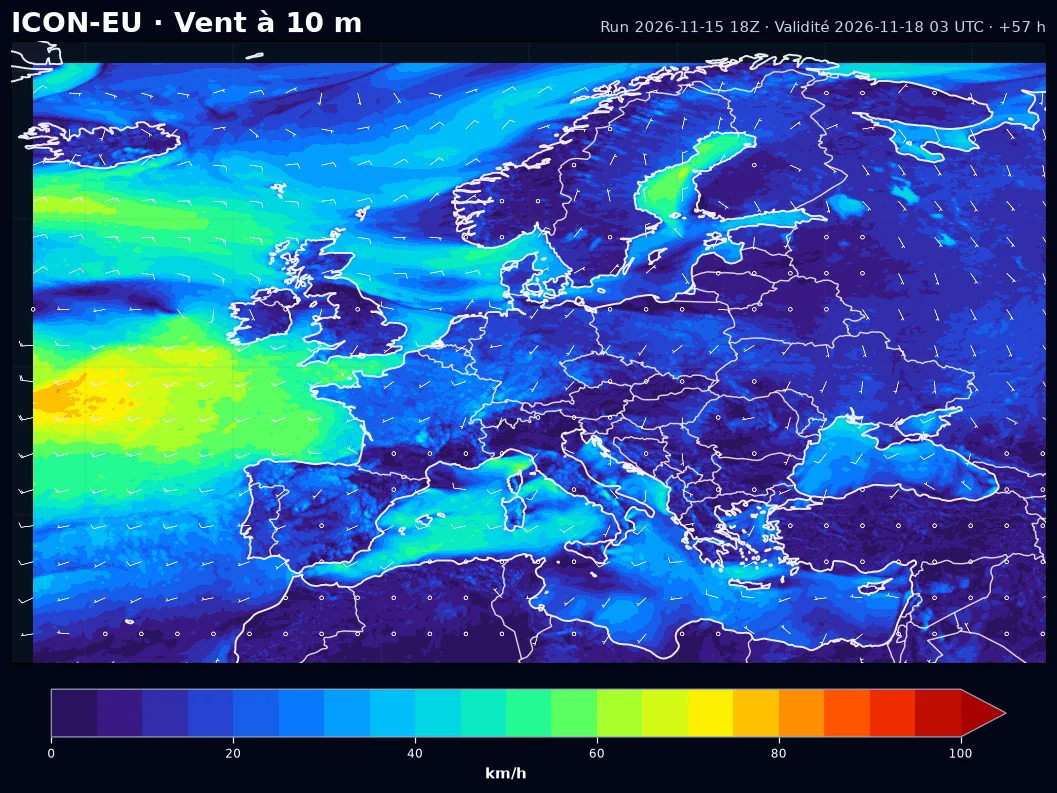 ICON-EU · Vent à 10 m
Run 2026-11-15 18Z · Validité 2026-11-18 03 UTC · +57 h
0 20 40 60 80 100
km/h